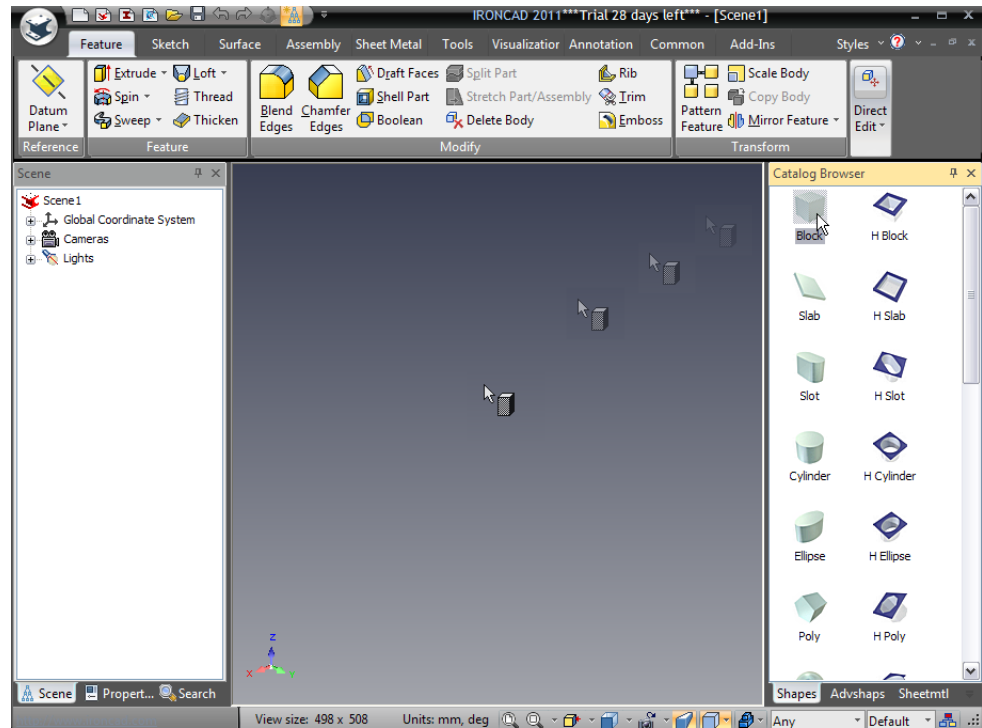 IRONCAD 2011***Trial 28 days left*** - [Scene1]
Feature Sketch Surface Assembly Sheet Metal Tools Visualizatior Annotation Common Add-Ins Styles
Datum Plane
Extrude
Spin
Sweep
Loft
Thread
Thicken
Blend Edges
Chamfer Edges
Draft Faces
Shell Part
Boolean
Split Part
Stretch Part/Assembly
Delete Body
Rib
Trim
Emboss
Pattern Feature
Scale Body
Copy Body
Mirror Feature
Direct Edit
Reference Feature Modify Transform
Scene
Scene1
Global Coordinate System
Cameras
Lights
z
x
Catalog Browser
Block H Block
Slab H Slab
Slot H Slot
Cylinder H Cylinder
Ellipse H Ellipse
Poly H Poly
Scene Propert... Search
Shapes Advshaps Sheetmtl
View size: 498 x 508 Units: mm, deg Any Default